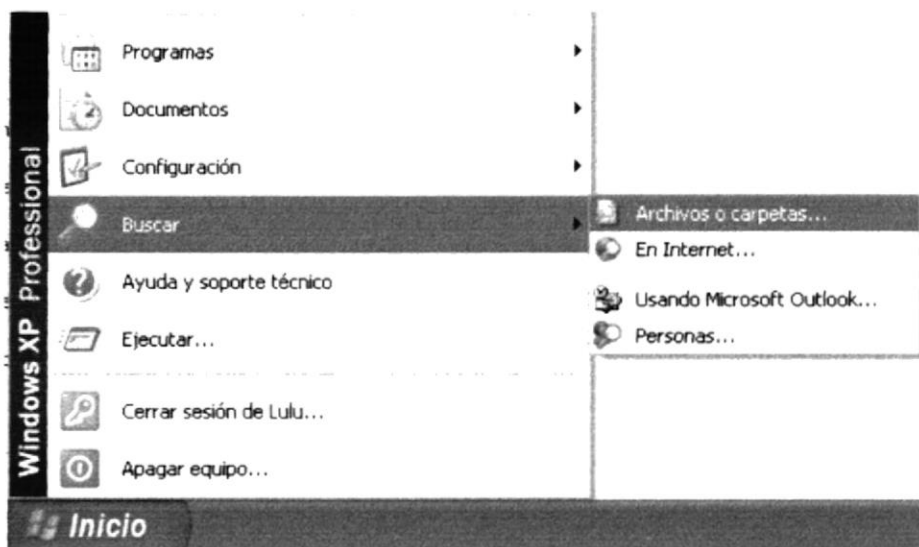 Windows XP Professional
Programas
Documentos
Configuración
Buscar
Ayuda y soporte técnico
Ejecutar...
Cerrar sesión de Lulu...
Apagar equipo...
Archivos o carpetas...
En Internet...
Usando Microsoft Outlook...
Personas...
Inicio